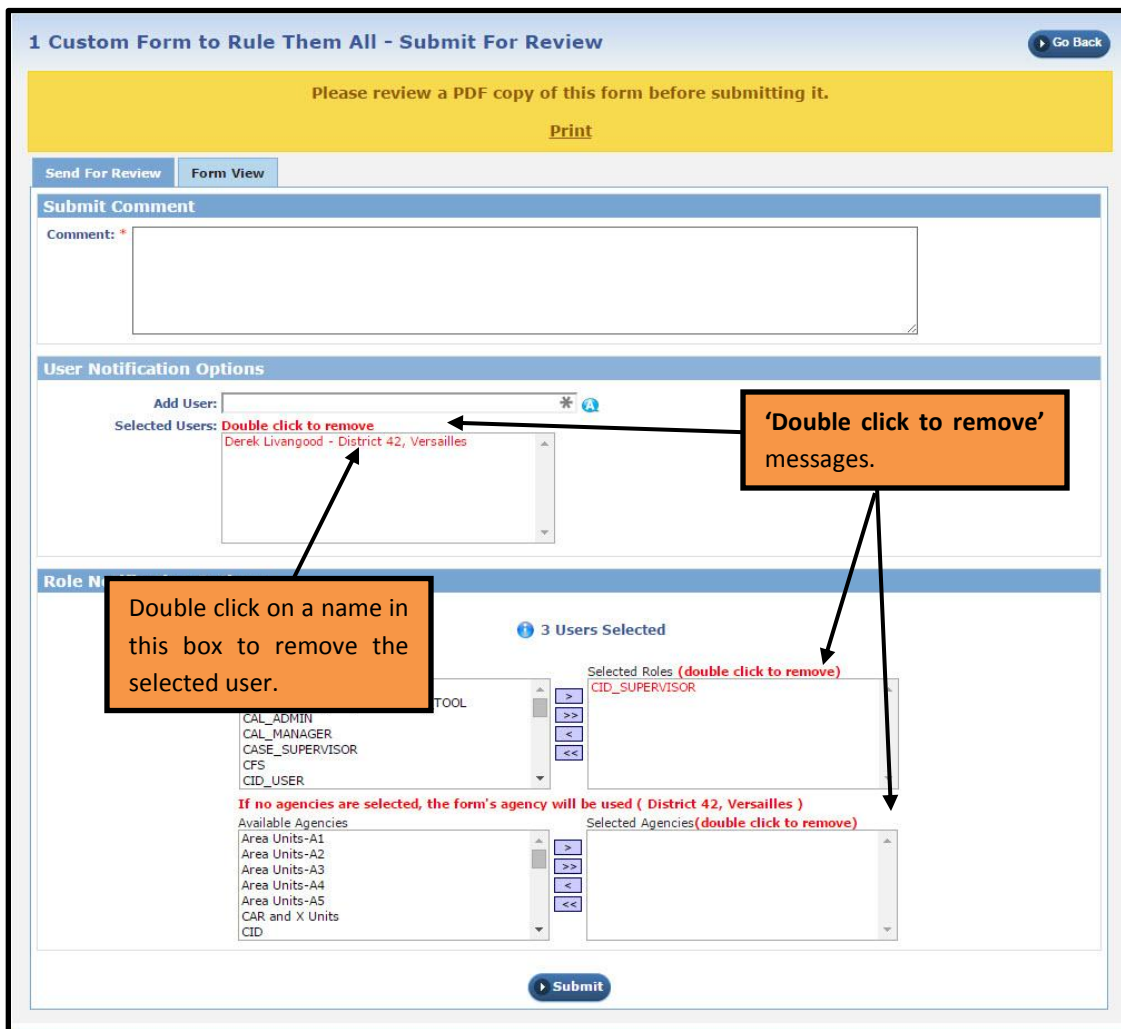 1 Custom Form to Rule Them All - Submit For Review
Go Back
Please review a PDF copy of this form before submitting it.
Print
Send For Review
Form View
Submit Comment
Comment: *
User Notification Options
Add User:
Selected Users: Double click to remove
Derek Livangood - District 42, Versailles
'Double click to remove'
messages.
Role
Double click on a name in
this box to remove the
selected user.
3 Users Selected
Selected Roles (double click to remove)
TOOL
CAL_ADMIN
CAL_MANAGER
CASE_SUPERVISOR
CFS
CID_USER
>
>>
<
<<
CID_SUPERVISOR
If no agencies are selected, the form's agency will be used ( District 42, Versailles )
Available Agencies
Area Units-A1
Area Units-A2
Area Units-A3
Area Units-A4
Area Units-A5
CAR and X Units
CID
>
>>
<
<<
Selected Agencies(double click to remove)
Submit